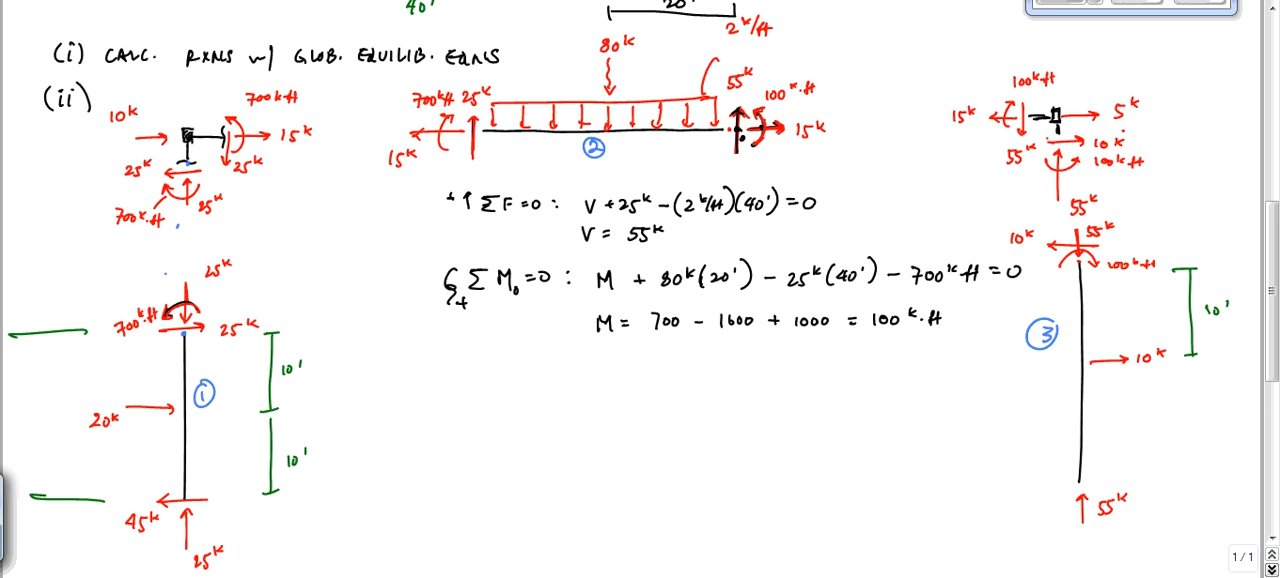 40'
20'
2 k/ft
(i) CALC. RXNS w/ GLOB. EQUILIB. EQNS
80k
(ii)
700k·ft
10k
15k
25k
25k
700k·ft
25k
700k·ft 25k
55k
100k·ft
15k
15k
2
100k·ft
15k
5k
10k
55k
100k·ft
55k
+↑ΣF=0: V+25k-(2k/ft)(40')=0
V = 55k
ΣMo=0: M + 80k(20') - 25k(40') - 700k·ft = 0
+
M = 700 - 1600 + 1000 = 100 k·ft
25k
700k·ft
25k
10'
1
20k
10'
45k
25k
10k
55k
100k·ft
10'
3
10k
55k
1 / 1